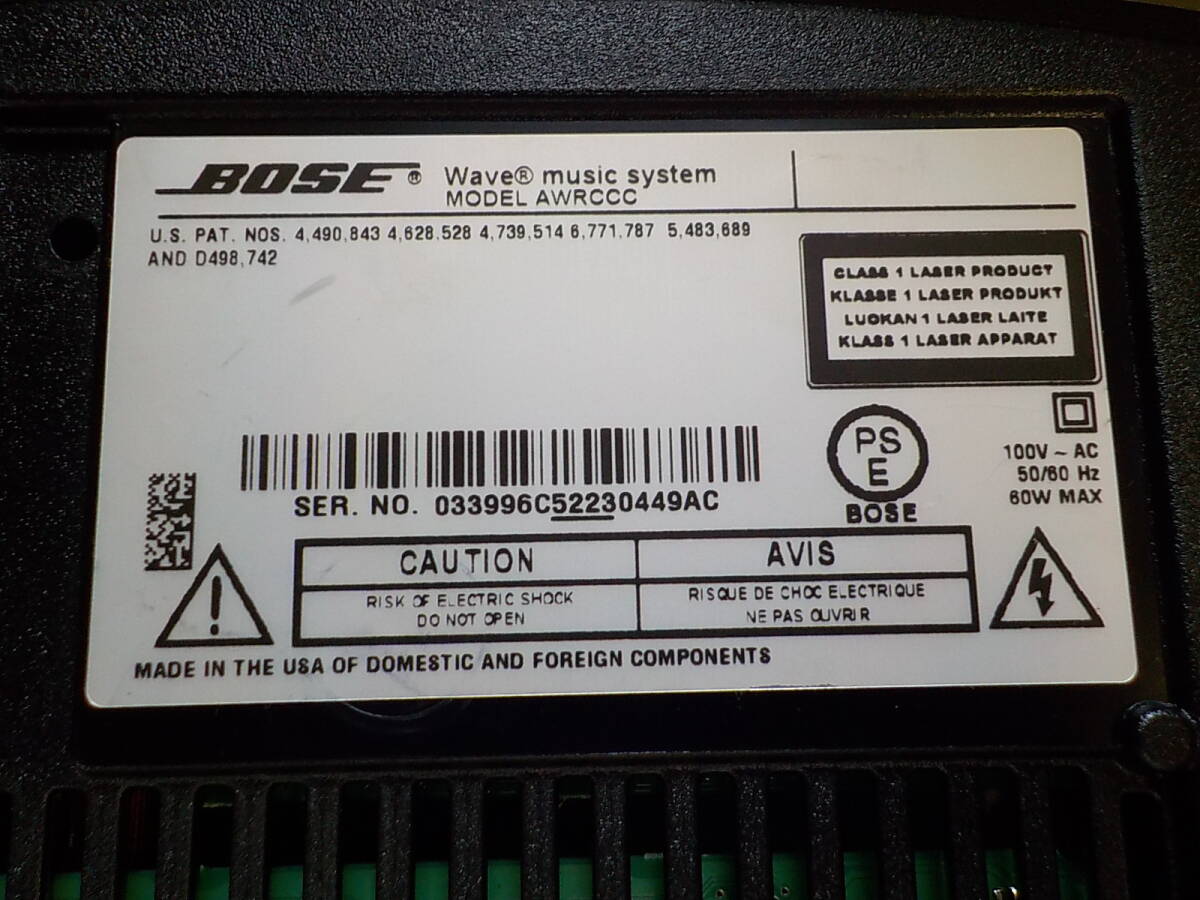 BOSE® Wave® music system
MODEL AWRCCC
U.S. PAT. NOS. 4,490,843 4,628,528 4,739,514 6,771,787 5,483,689
AND D498,742
CLASS 1 LASER PRODUCT
KLASSE 1 LASER PRODUKT
LUOKAN 1 LASER LAITE
KLASS 1 LASER APPARAT
PS
E
BOSE
100V ~ AC
50/60 Hz
60W MAX
SER. NO. 033996C52230449AC
CAUTION
RISK OF ELECTRIC SHOCK
DO NOT OPEN
AVIS
RISQUE DE CHOC ELECTRIQUE
NE PAS OUVRIR
MADE IN THE USA OF DOMESTIC AND FOREIGN COMPONENTS